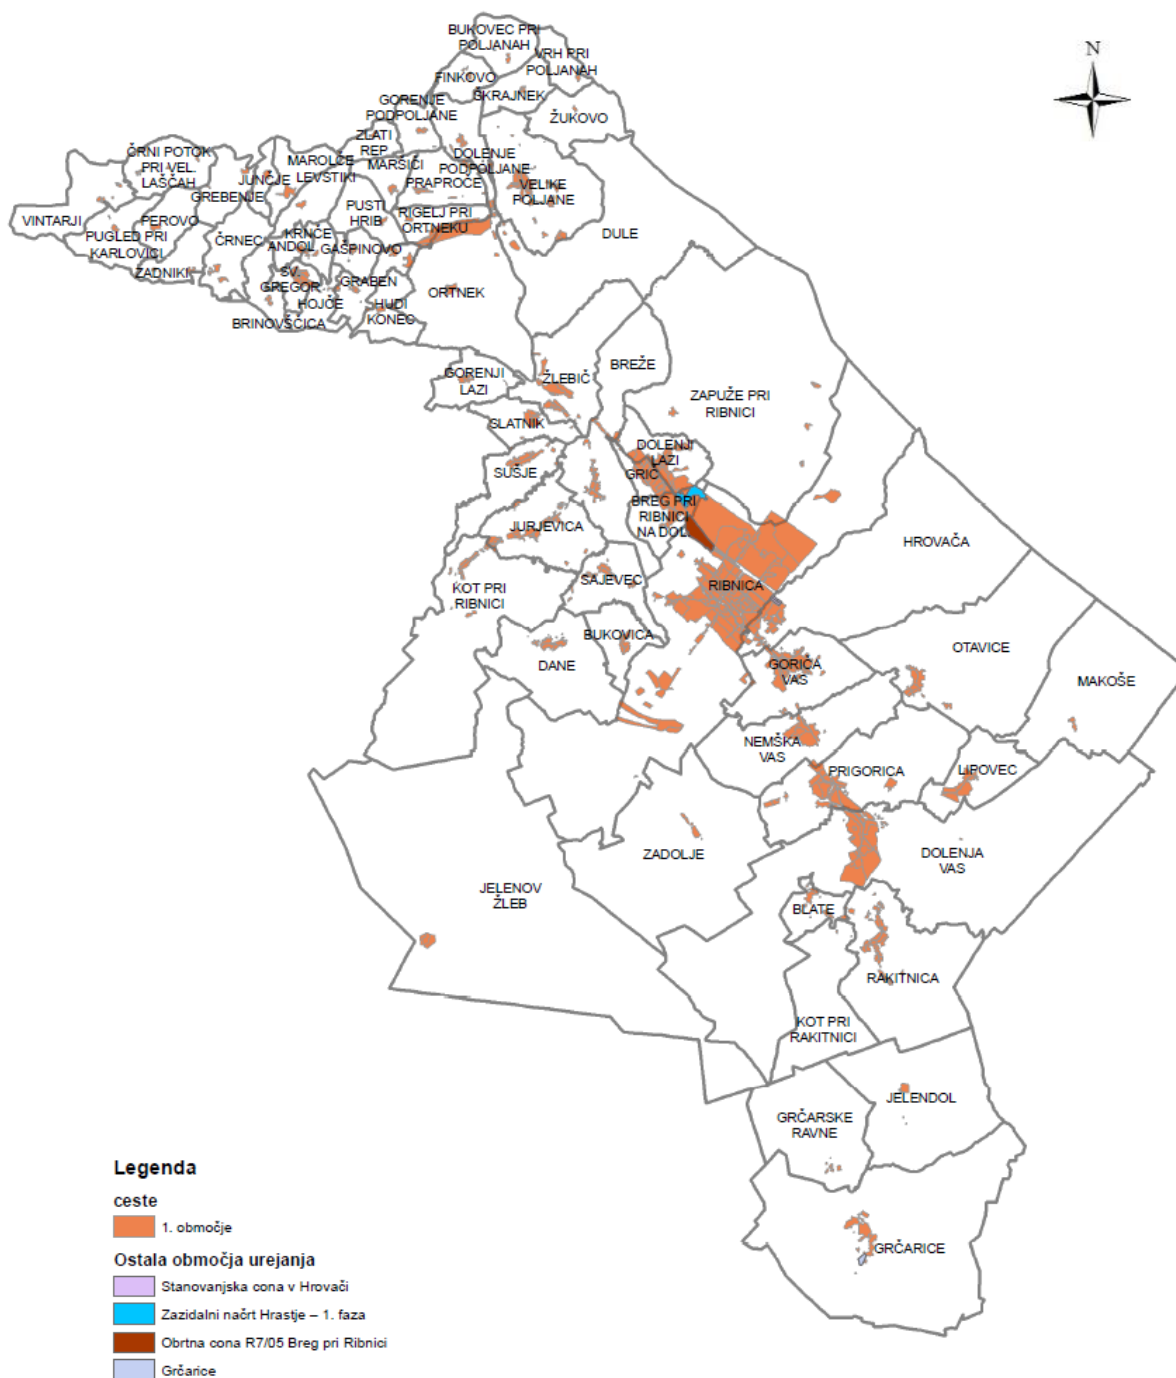 N
BUKOVEC PRI
POLJANAH
VRH PRI
POLJANAH
FINKOVO
ŠKRAJNEK
GORENJE
PODPOLJANE
ŽUKOVO
ZLATI
REP
ČRNI POTOK
PRI VEL.
LAŠČAH
MAROLČE
LEVSTIKI
MARŠIČI
DOLENJE
PODPOLJANE
PRAPROČE
JUNČJE
GREBENJE
VELIKE
POLJANE
VINTARJI
PEROVO
PUGLED PRI
KARLOVICI
PUSTI
HRIB
RIGELJ PRI
ORTNEKU
ČRNEC
KRNČE
ANDOL
GAŠPINOVO
DULE
ZADNIKI
SV.
GREGOR
GRABEN
HOJČE
ORTNEK
HUDI
KONEC
BRINOVŠČICA
GORENJI
LAZI
ŽLEBIČ
BREŽE
ZAPUŽE PRI
RIBNICI
SLATNIK
DOLENJI
LAZI
SUŠJE
GRIČ
BREG PRI
RIBNICI
NA DOL.
JURJEVICA
HROVAČA
KOT PRI
RIBNICI
SAJEVEC
RIBNICA
BUKOVICA
DANE
GORIČA
VAS
OTAVICE
MAKOŠE
NEMŠKA
VAS
PRIGORICA
LIPOVEC
ZADOLJE
DOLENJA
VAS
JELENOV
ŽLEB
BLATE
RAKITNICA
KOT PRI
RAKITNICI
JELENDOL
GRČARSKE
RAVNE
GRČARICE
Legenda
ceste
1. območje
Ostala območja urejanja
Stanovanjska cona v Hrovači
Zazidalni načrt Hrastje – 1. faza
Obrtna cona R7/05 Breg pri Ribnici
Grčarice